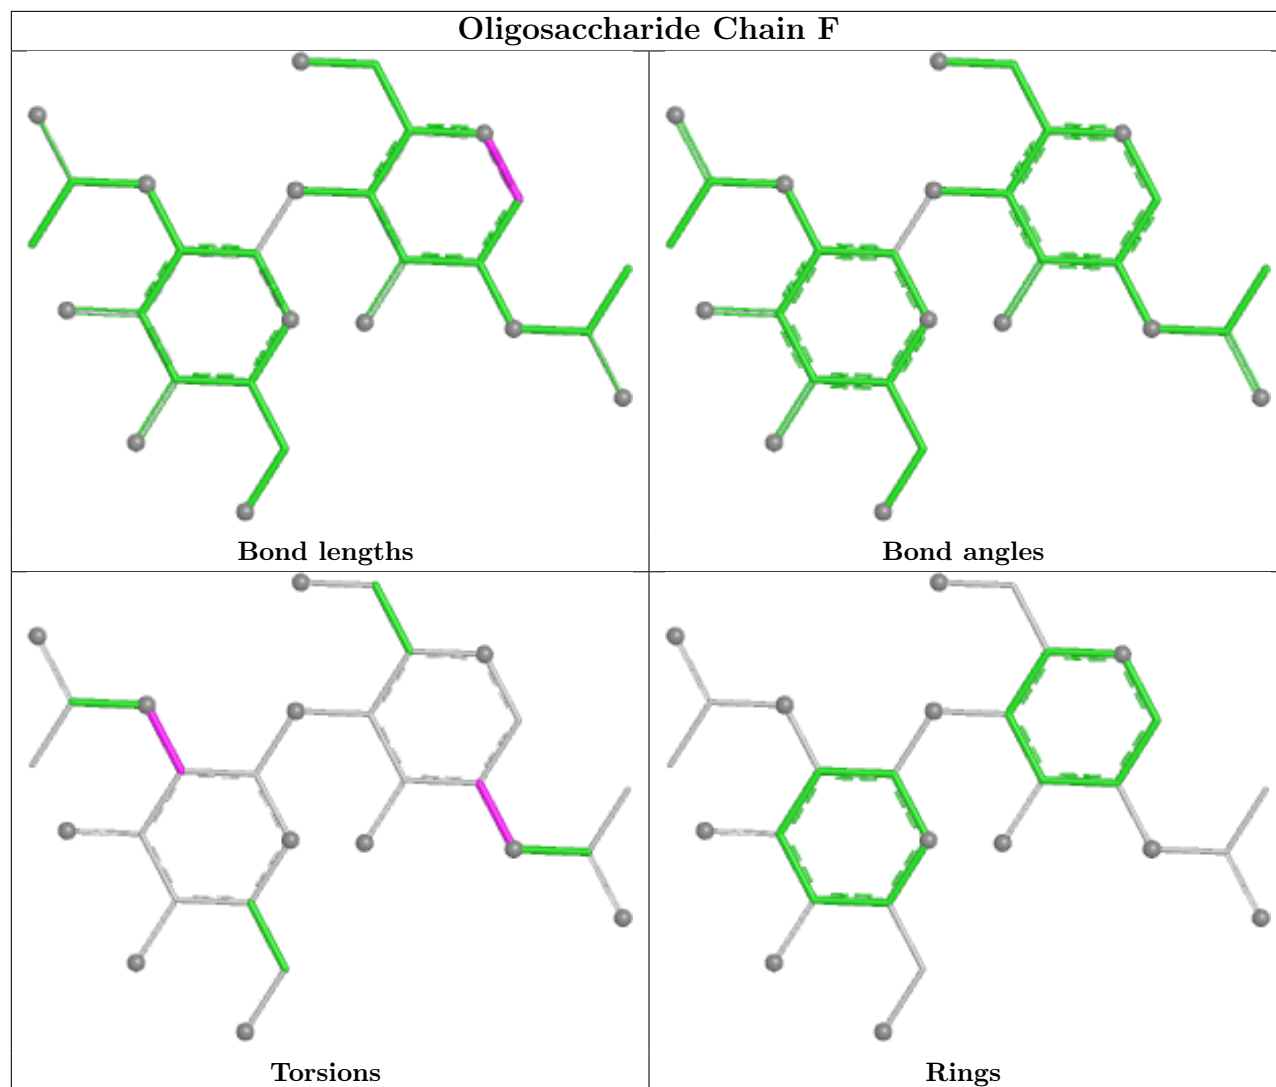 Oligosaccharide Chain F
Bond lengths
Bond angles
Torsions
Rings